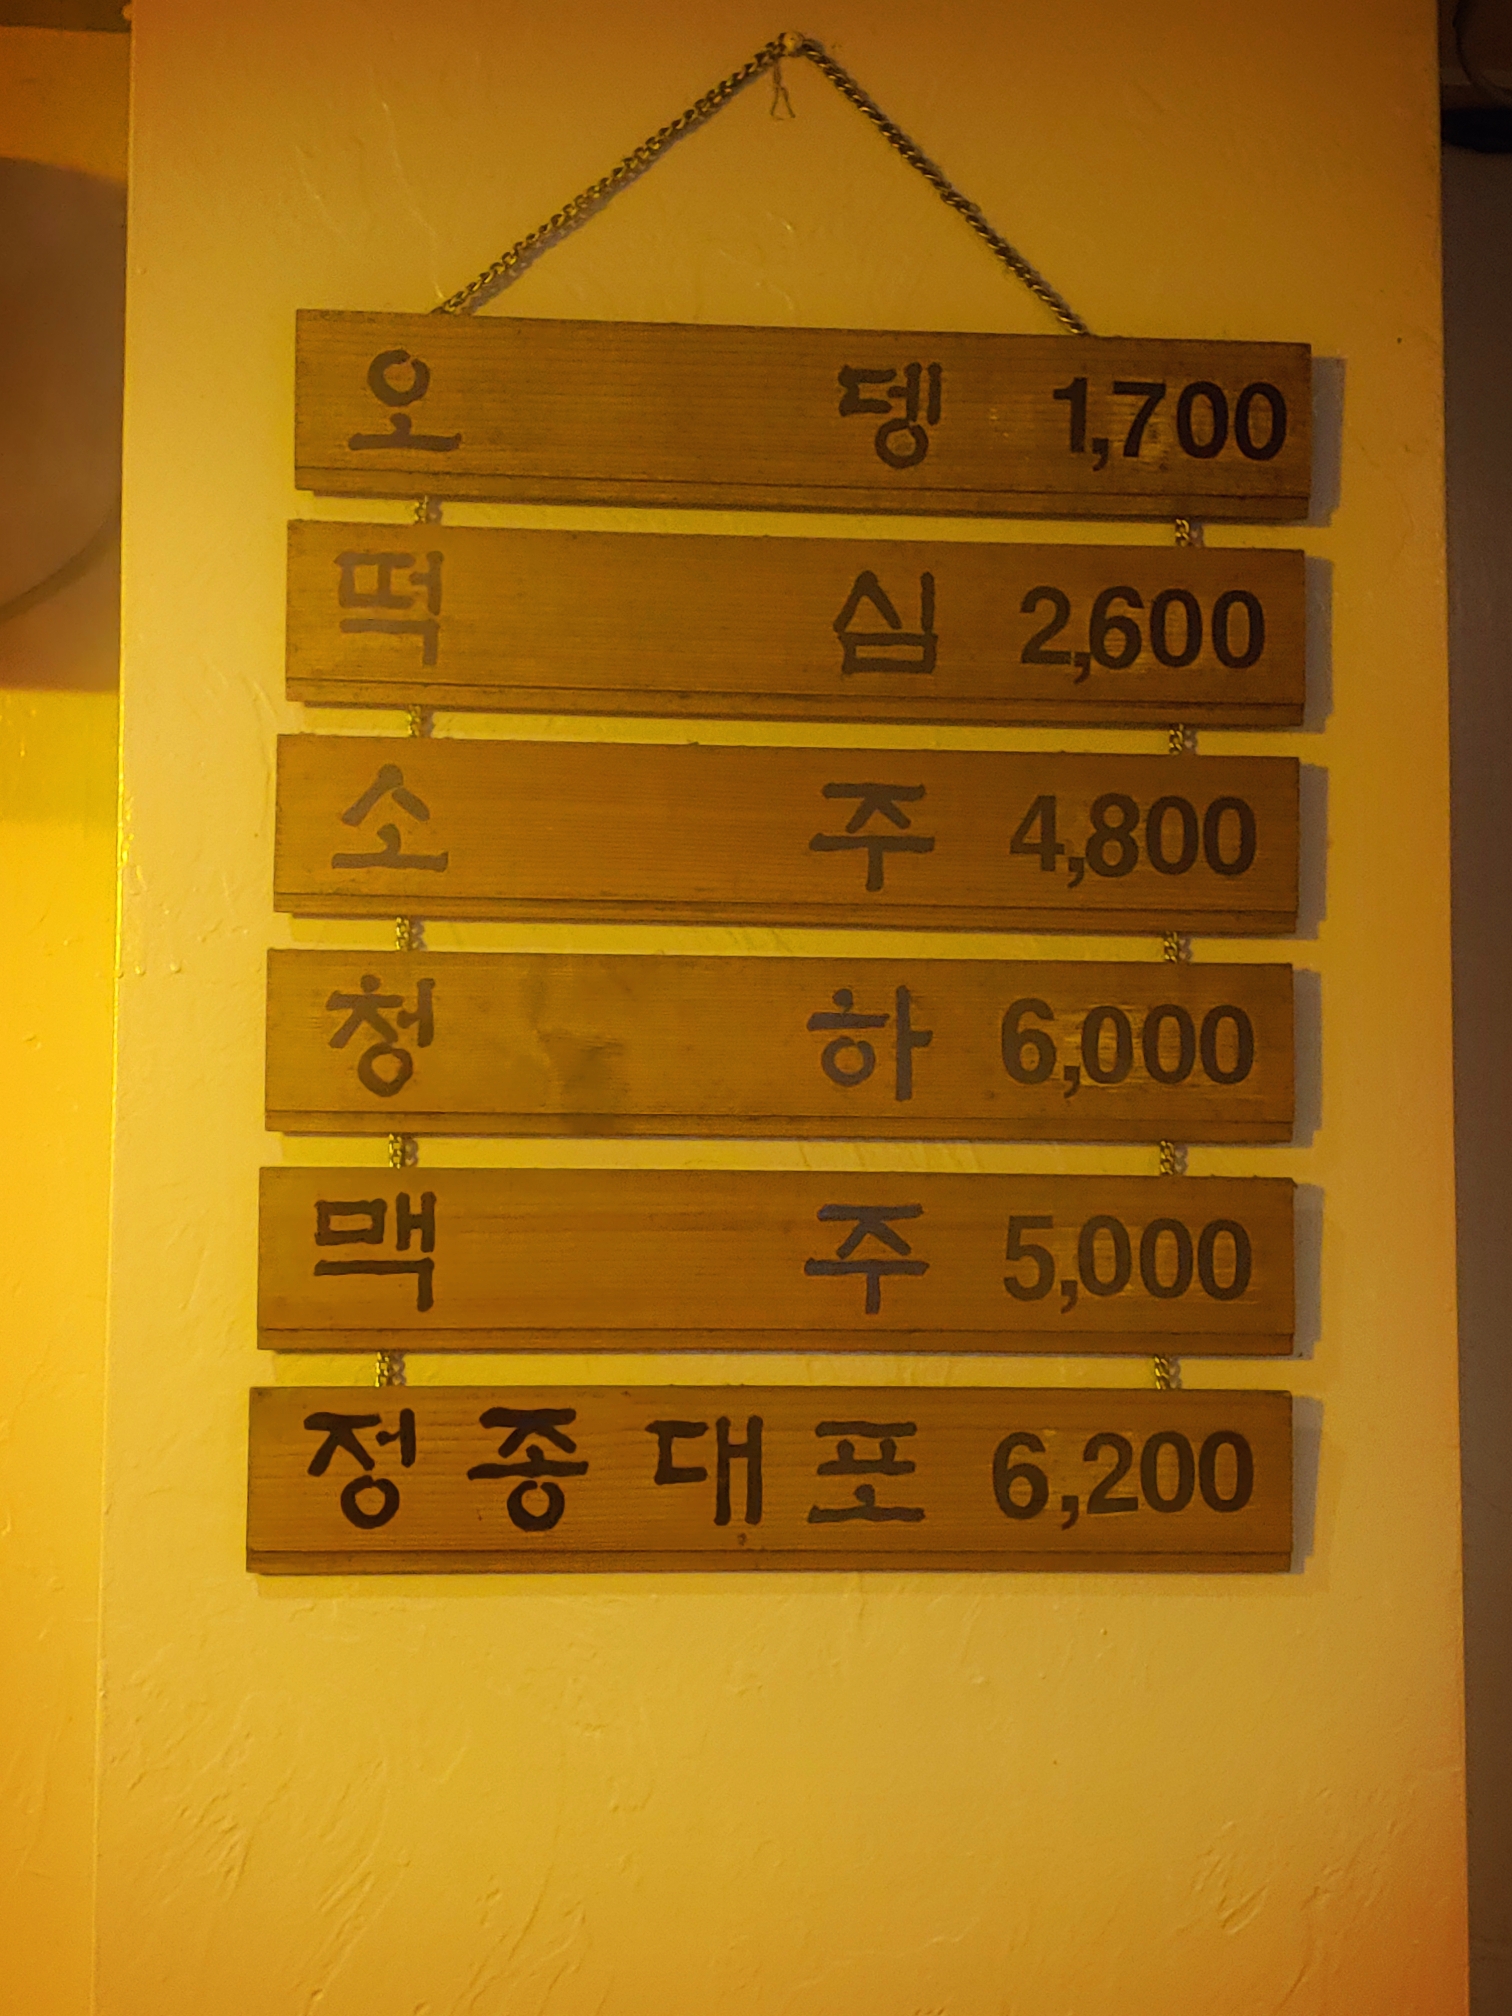 오뎅 1,700
떡심 2,600
소주 4,800
청하 6,000
맥주 5,000
정종대포 6,200